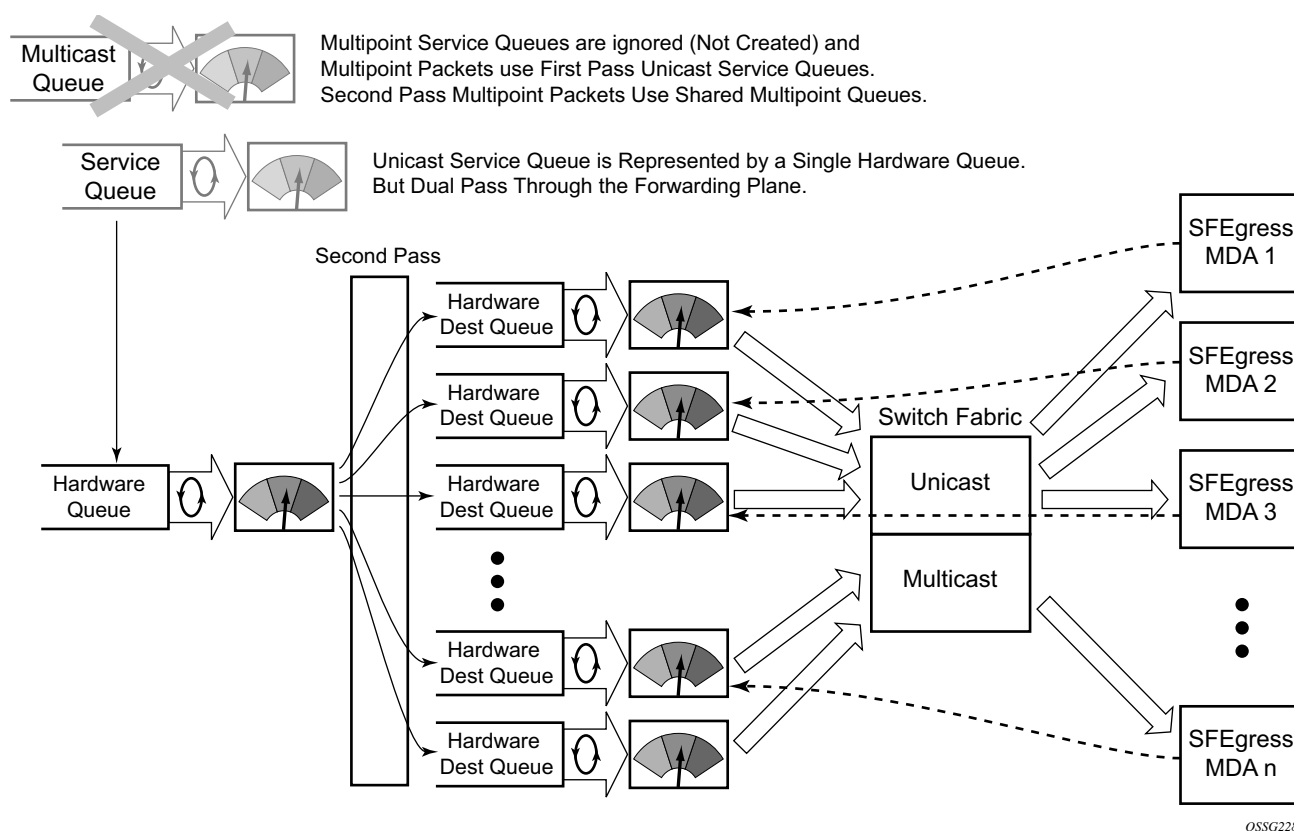 Multicast
Queue
Multipoint Service Queues are ignored (Not Created) and
Multipoint Packets use First Pass Unicast Service Queues.
Second Pass Multipoint Packets Use Shared Multipoint Queues.
Service
Queue
Unicast Service Queue is Represented by a Single Hardware Queue.
But Dual Pass Through the Forwarding Plane.
Second Pass
Hardware
Queue
Hardware
Dest Queue
Hardware
Dest Queue
Hardware
Dest Queue
Hardware
Dest Queue
Hardware
Dest Queue
Switch Fabric
Unicast
Multicast
SFEgress
MDA 1
SFEgress
MDA 2
SFEgress
MDA 3
SFEgress
MDA n
OSSG228